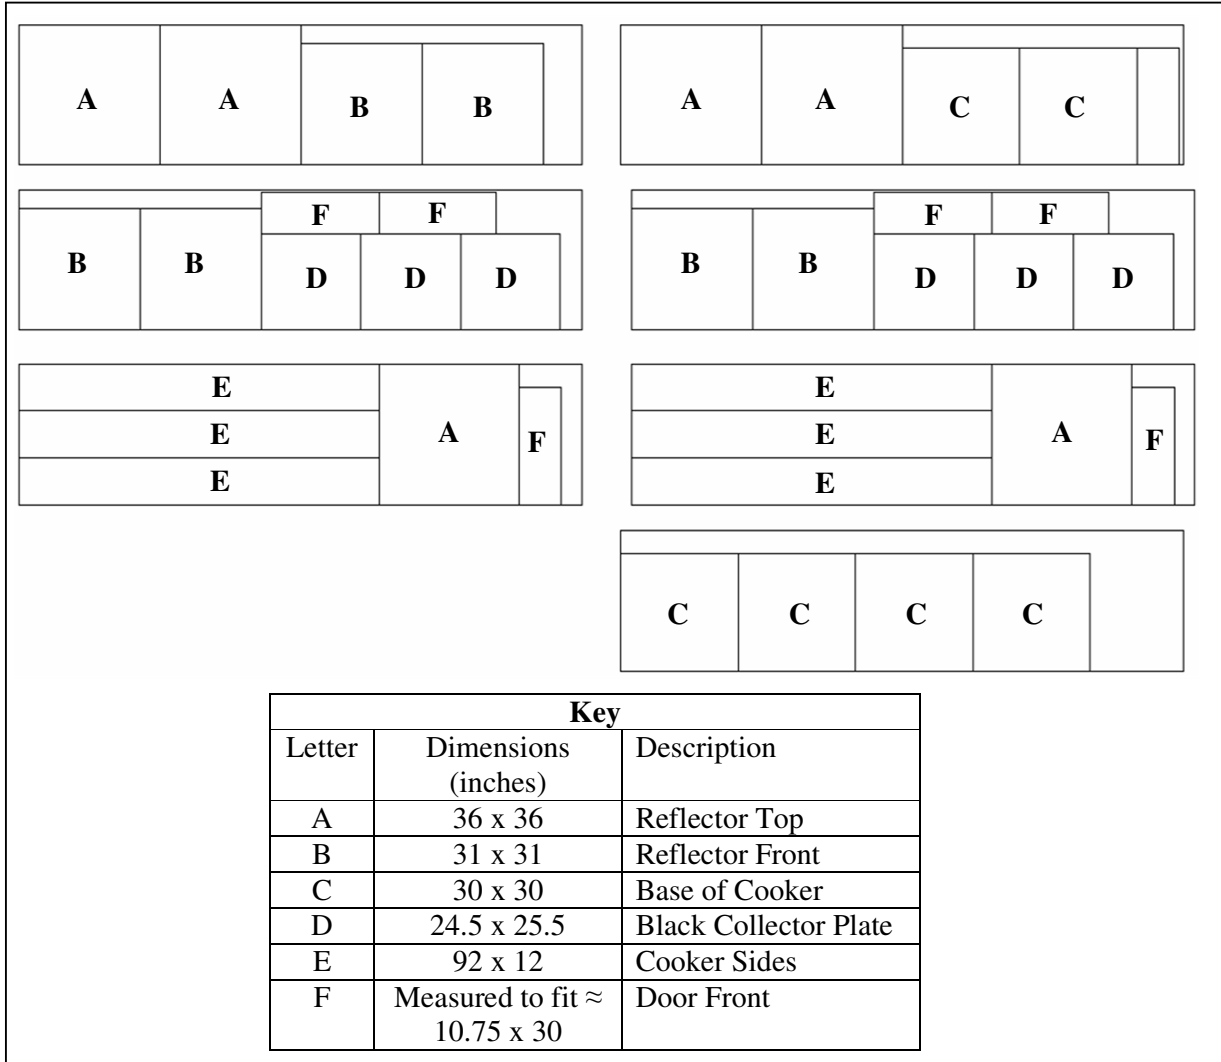 A A B B
A A C C
F F
B B D D D
F F
B B D D D
E
E A F
E
E
E A F
E
C C C C
Key
Letter Dimensions (inches) Description
A 36 x 36 Reflector Top
B 31 x 31 Reflector Front
C 30 x 30 Base of Cooker
D 24.5 x 25.5 Black Collector Plate
E 92 x 12 Cooker Sides
F Measured to fit ≈ 10.75 x 30 Door Front